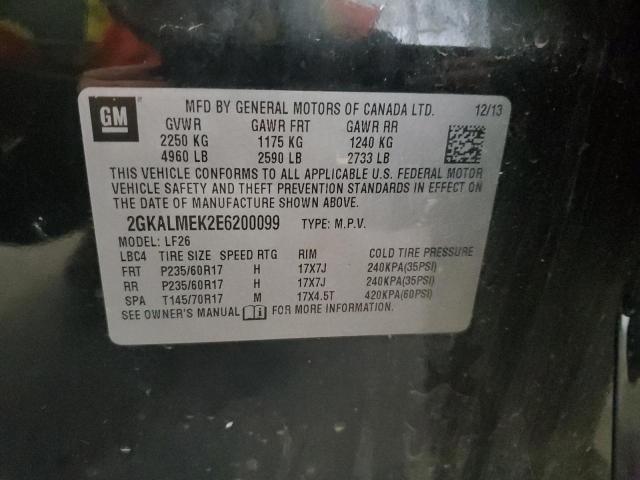 GM
MFD BY GENERAL MOTORS OF CANADA LTD. 12/13
GVWR GAWR FRT GAWR RR
2250 KG 1175 KG 1240 KG
4960 LB 2590 LB 2733 LB
THIS VEHICLE CONFORMS TO ALL APPLICABLE U.S. FEDERAL MOTOR
VEHICLE SAFETY AND THEFT PREVENTION STANDARDS IN EFFECT ON
THE DATE OF MANUFACTURE SHOWN ABOVE.
2GKALMEK2E6200099 TYPE: M.P.V.
MODEL: LF26
LBC4 TIRE SIZE SPEED RTG RIM COLD TIRE PRESSURE
FRT P235/60R17 H 17X7J 240KPA(35PSI)
RR P235/60R17 H 17X7J 240KPA(35PSI)
SPA T145/70R17 M 17X4.5T 420KPA(60PSI)
SEE OWNER'S MANUAL FOR MORE INFORMATION.